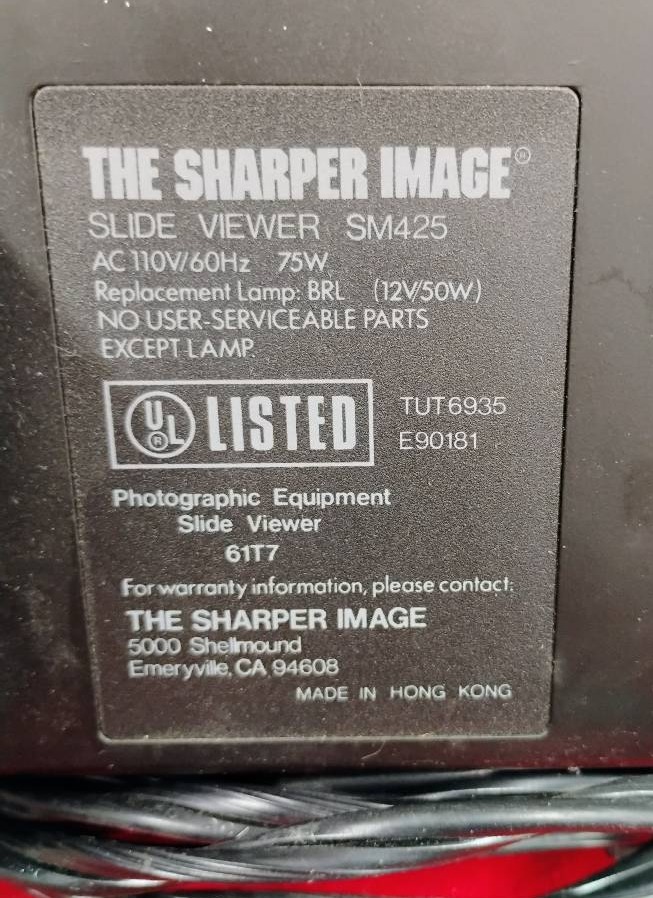 THE SHARPER IMAGE®
SLIDE VIEWER SM425
AC 110V/60Hz 75W
Replacement Lamp: BRL (12V/50W)
NO USER-SERVICEABLE PARTS
EXCEPT LAMP.
UL® LISTED TUT6935
E90181
Photographic Equipment
Slide Viewer
61T7
For warranty information, please contact:
THE SHARPER IMAGE
5000 Shellmound
Emeryville, CA 94608
MADE IN HONG KONG